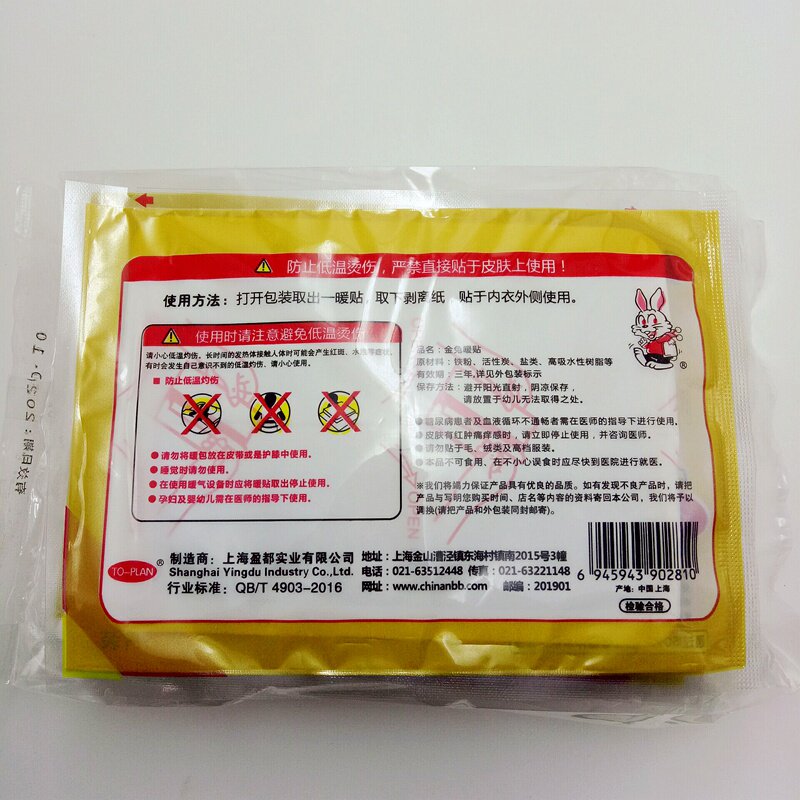 防止低温烫伤，严禁直接贴于皮肤上使用！
使用方法：打开包装取出一暖贴，取下剥离纸，贴于内衣外侧使用。
使用时请注意避免低温烫伤
请小心低温灼伤。长时间的发热体接触人体时可能会产生红斑、水泡等症状，
有时会发生自己意识不到的低温灼伤、请小心使用。
■ 防止低温灼伤
●请勿将暖包放在皮带或是护膝中使用。
●睡觉时请勿使用。
●在使用暖气设备时应将暖贴取出停止使用。
●孕妇及婴幼儿需在医师的指导下使用。
品名：金兔暖贴
原材料：铁粉、活性炭、盐类、高吸水性树脂等
有效期：三年,详见外包装标示
保存方法：避开阳光直射，阴凉保存，
请放置于幼儿无法取得之处。
®
●糖尿病患者及血液循环不通畅者需在医师的指导下进行使用。
●皮肤有红肿痛痒感时，请立即停止使用，并咨询医师。
●请勿贴于毛、绒类及高档服装。
●本品不可食用、在不小心误食时应尽快到医院进行就医。
※我们将竭力保证产品具有优良的品质。如有发现不良产品时，请把
产品与写明您购买时间、店名等内容的资料寄回本公司，我们将予以
调换(请把产品和外包装同封邮寄)。
TO-PLAN ®
制造商：上海盈都实业有限公司
Shanghai Yingdu Industry Co.,Ltd.
行业标准：QB/T 4903-2016
地址：上海金山漕泾镇东海村镇南2015号3幢
电话：021-63512448 传真：021-63221148
网址：www.chinanbb.com 邮编：201901
6 945943 902810
产地：中国上海
检验合格